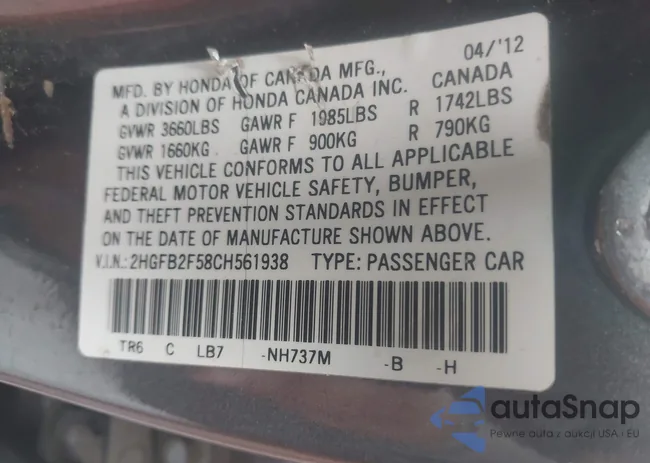 04/'12
MFD. BY HONDA OF CANADA MFG., CANADA
A DIVISION OF HONDA CANADA INC.
GVWR 3660LBS GAWR F 1985LBS R 1742LBS
GVWR 1660KG GAWR F 900KG R 790KG
THIS VEHICLE CONFORMS TO ALL APPLICABLE
FEDERAL MOTOR VEHICLE SAFETY, BUMPER,
AND THEFT PREVENTION STANDARDS IN EFFECT
ON THE DATE OF MANUFACTURE SHOWN ABOVE.
V.I.N.: 2HGFB2F58CH561938 TYPE: PASSENGER CAR
TR6 C LB7 -NH737M -B -H
autaSnap
Pewne auta z aukcji USA i EU